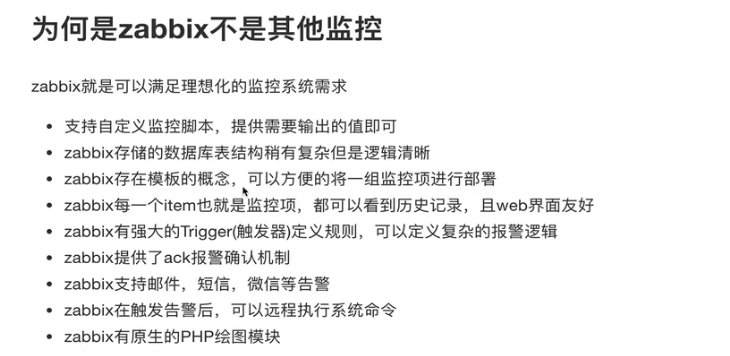 为何是zabbix不是其他监控
zabbix就是可以满足理想化的监控系统需求
• 支持自定义监控脚本，提供需要输出的值即可
• zabbix存储的数据库表结构稍有复杂但是逻辑清晰
• zabbix存在模板的概念，可以方便的将一组监控项进行部署
• zabbix每一个item也就是监控项，都可以看到历史记录，且web界面友好
• zabbix有强大的Trigger(触发器)定义规则，可以定义复杂的报警逻辑
• zabbix提供了ack报警确认机制
• zabbix支持邮件，短信，微信等告警
• zabbix在触发告警后，可以远程执行系统命令
• zabbix有原生的PHP绘图模块